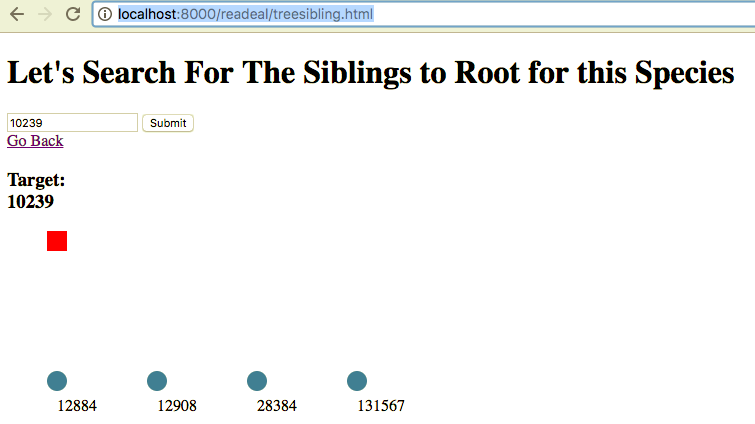 localhost:8000/readeal/treesibling.html
Let's Search For The Siblings to Root for this Species
10239 Submit
Go Back
Target:
10239
12884 12908 28384 131567